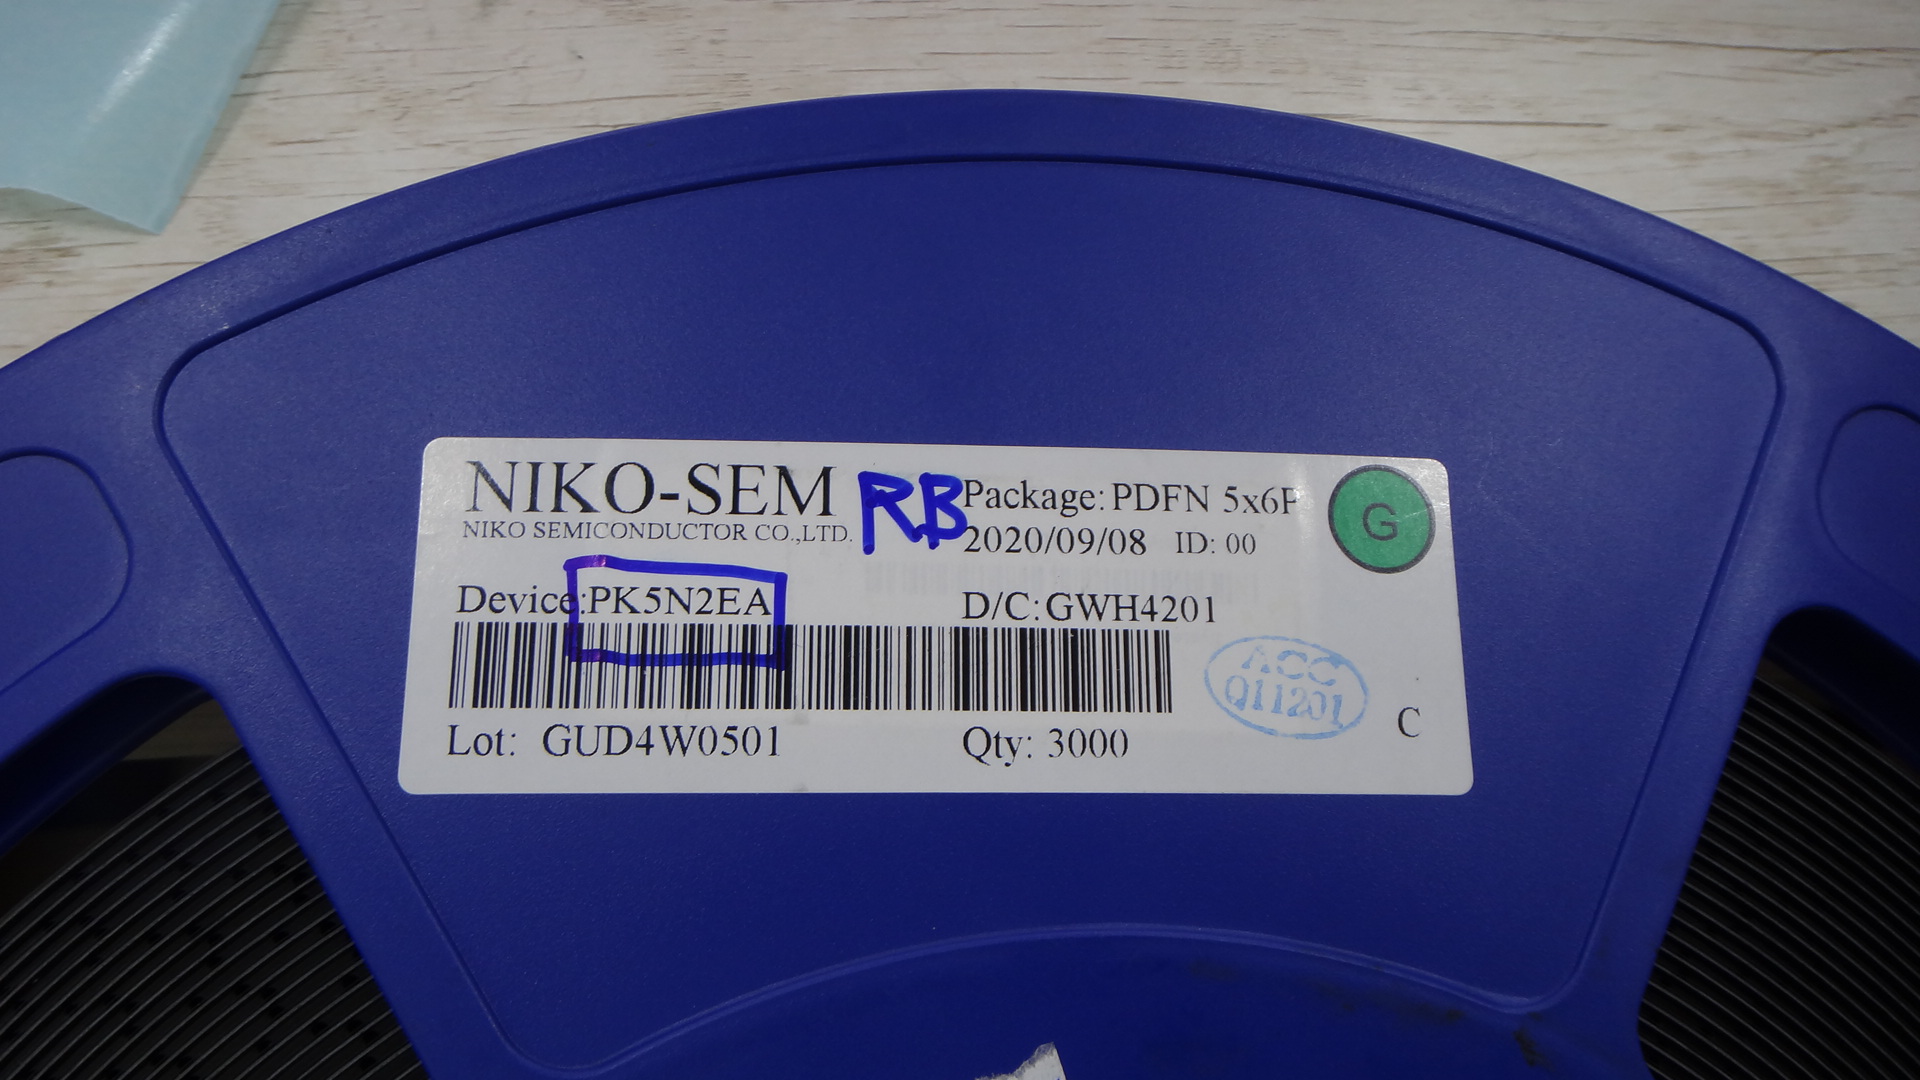 NIKO-SEM
NIKO SEMICONDUCTOR CO.,LTD.
RB
Package: PDFN 5x6P
2020/09/08 ID: 00
G
Device:PK5N2EA
D/C:GWH4201
ACC
Q11201
Lot: GUD4W0501
Qty: 3000
C